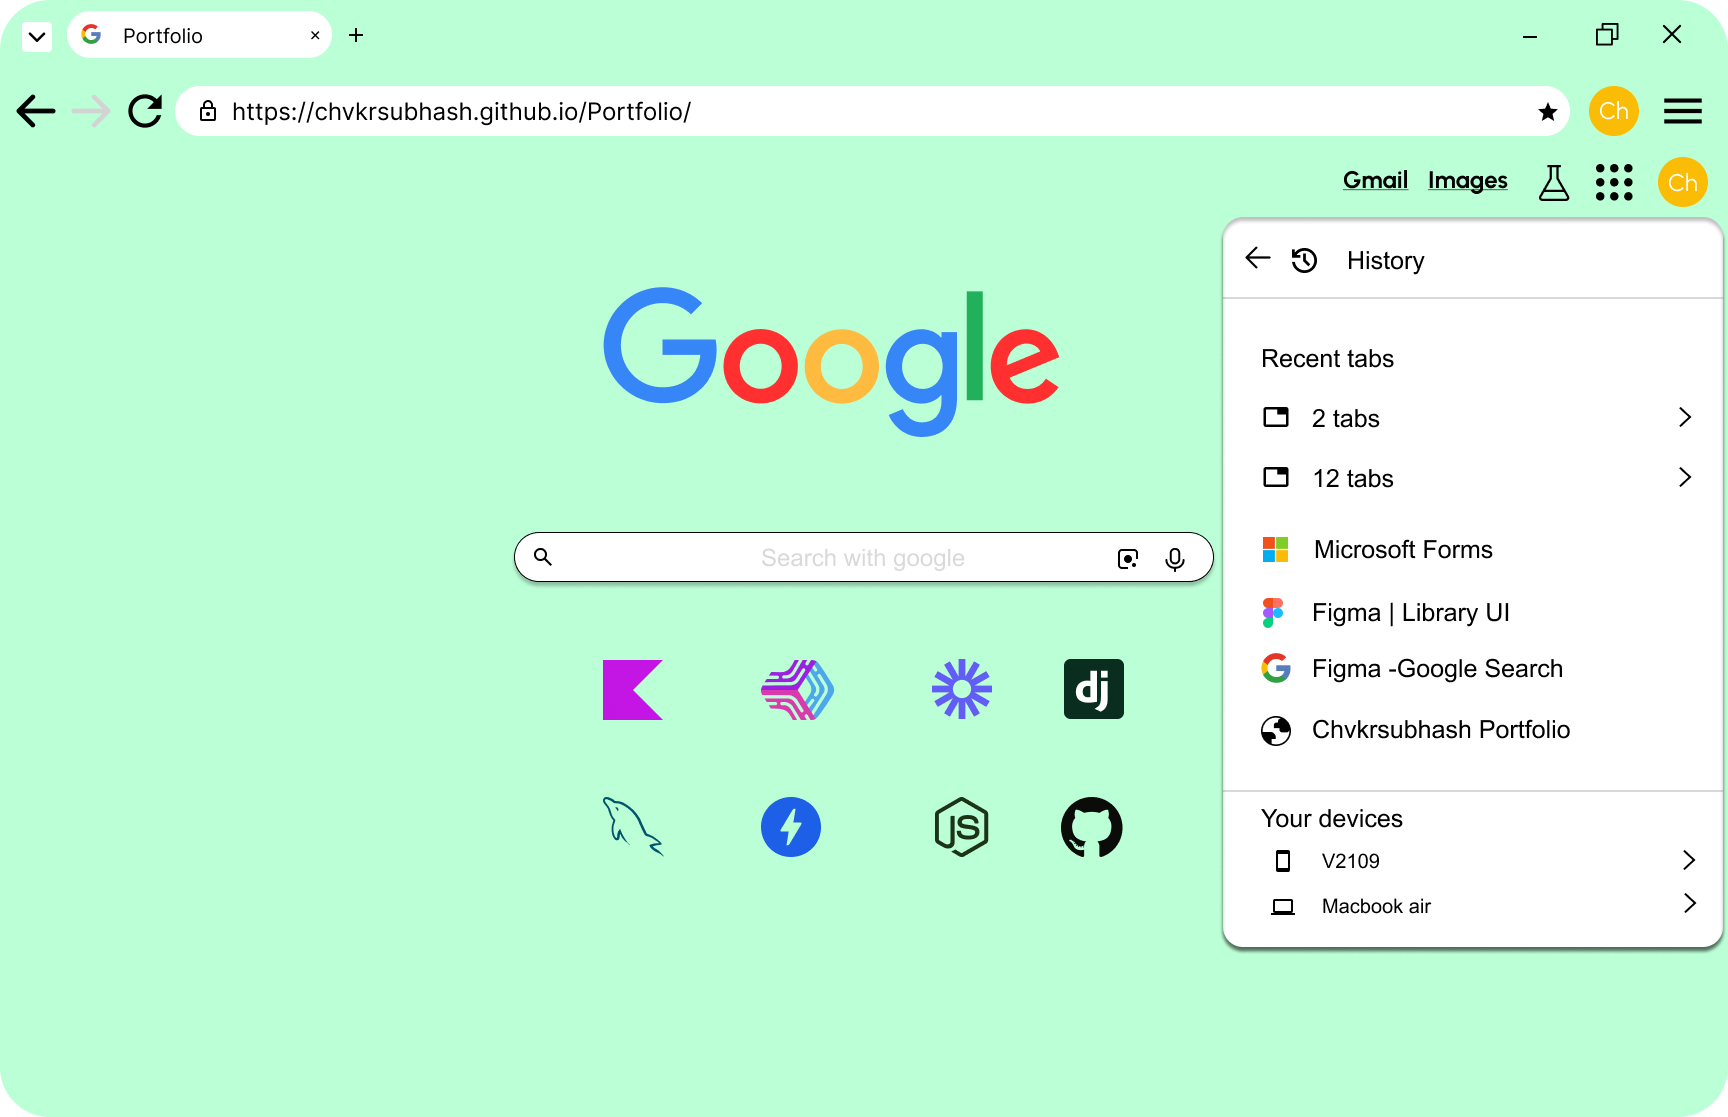 Portfolio
https://chvkrsubhash.github.io/Portfolio/
Ch
Gmail Images
Ch
History
Google
Recent tabs
2 tabs
12 tabs
Search with google
Microsoft Forms
Figma | Library UI
Figma -Google Search
dj
Chvkrsubhash Portfolio
Your devices
JS
V2109
Macbook air